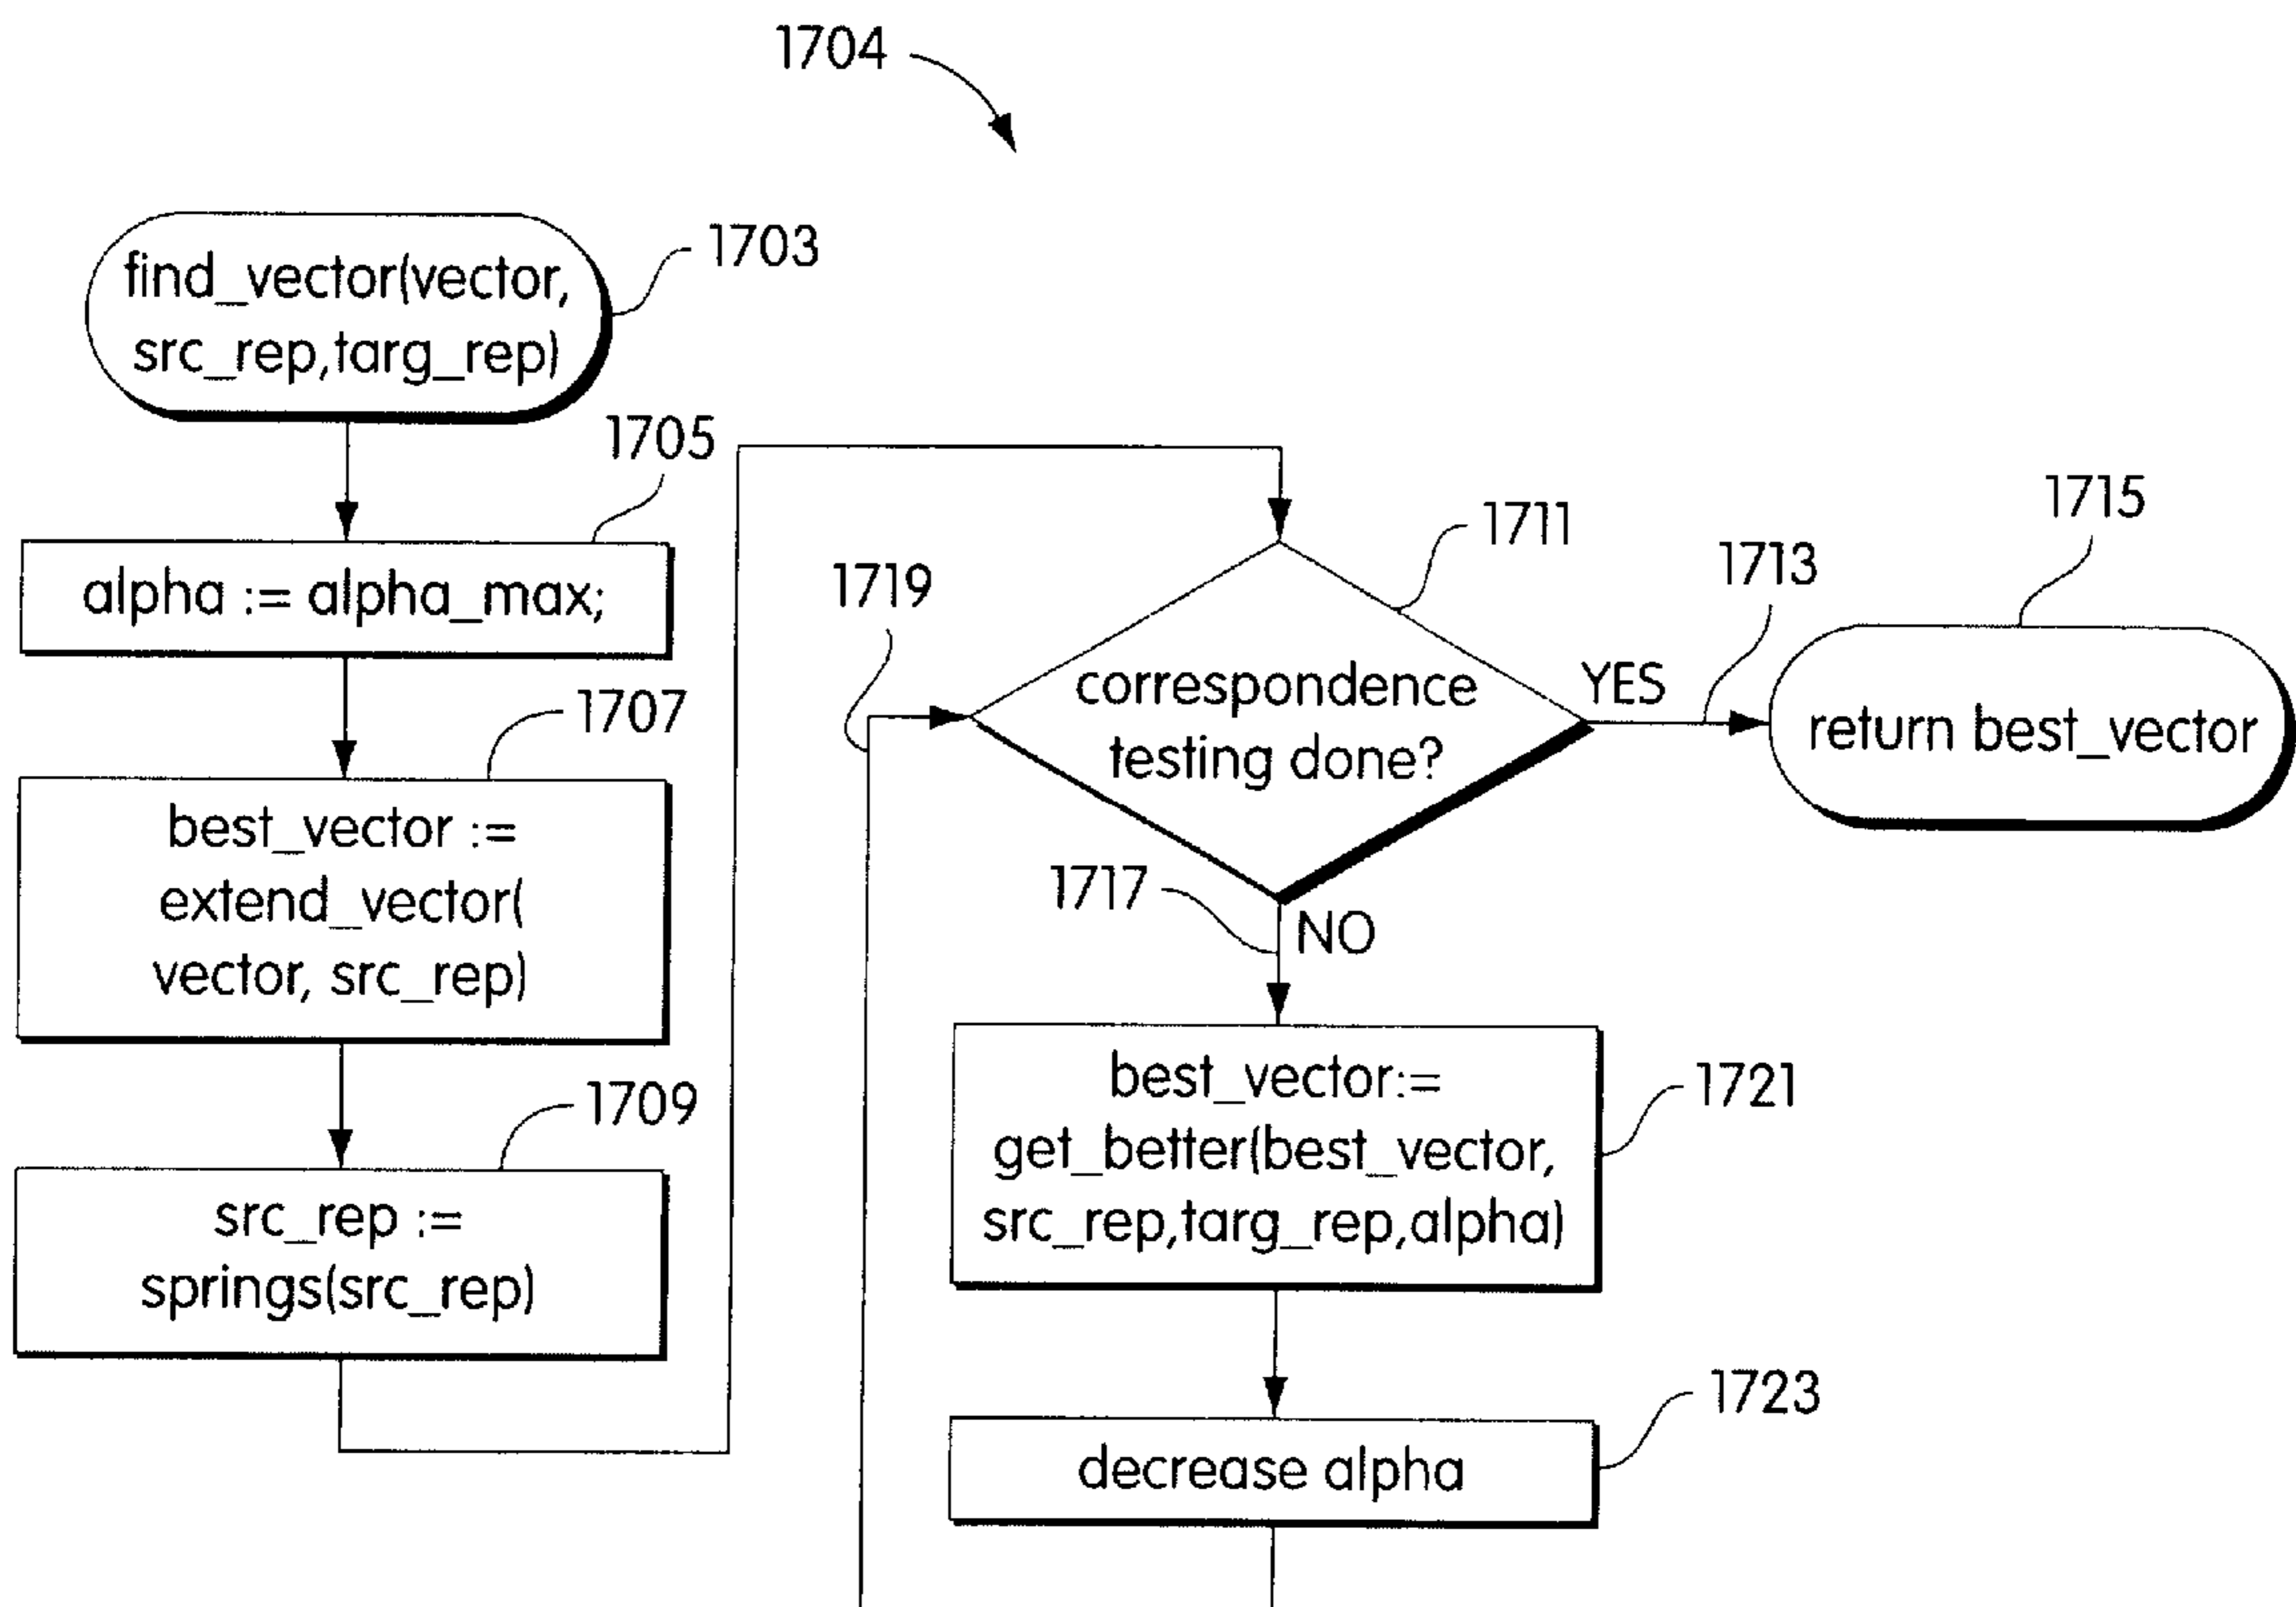 1704
find_vector(vector,
src_rep,targ_rep)
1703
1705
alpha := alpha_max;
1707
best_vector :=
extend_vector(
vector, src_rep)
1709
src_rep :=
springs(src_rep)
1711
correspondence
testing done?
1719
YES
1713
1715
return best_vector
1717
NO
best_vector:=
get_better(best_vector,
src_rep,targ_rep,alpha)
1721
1723
decrease alpha